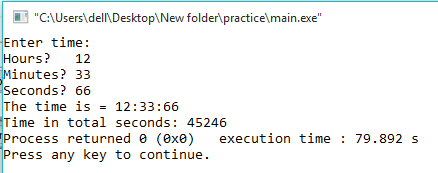 "C:\Users\dell\Desktop\New folder\practice\main.exe"
Enter time:
Hours?   12
Minutes? 33
Seconds? 66
The time is = 12:33:66
Time in total seconds: 45246
Process returned 0 (0x0)   execution time : 79.892 s
Press any key to continue.